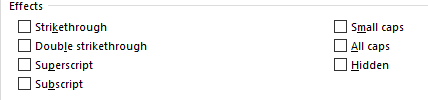 Effects
Strikethrough
Double strikethrough
Superscript
Subscript
Small caps
All caps
Hidden